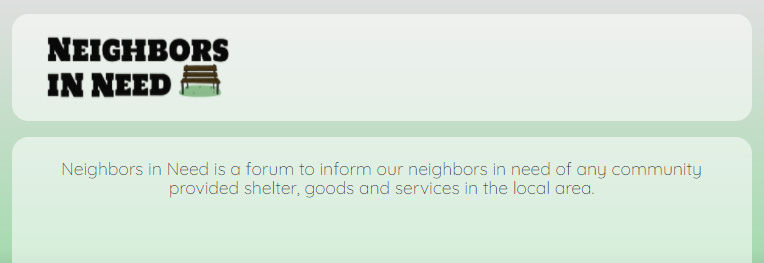 Neighbors
in Need
Neighbors in Need is a forum to inform our neighbors in need of any community
provided shelter, goods and services in the local area.